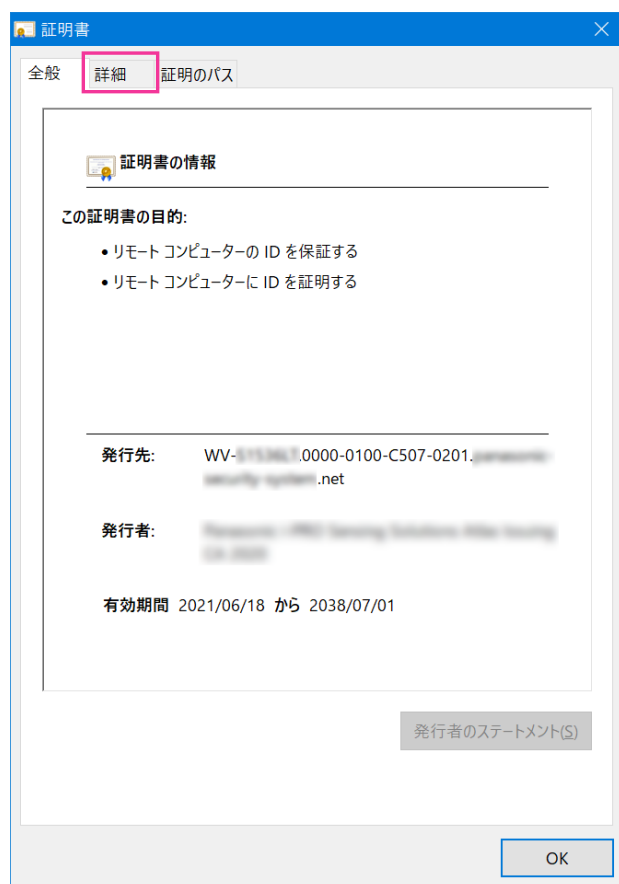 証明書
全般 詳細 証明のパス
証明書の情報
この証明書の目的:
• リモート コンピューターの ID を保証する
• リモート コンピューターに ID を証明する
発行先: WV- .0000-0100-C507-0201.
.net
発行者:
有効期間 2021/06/18 から 2038/07/01
発行者のステートメント(S)
OK